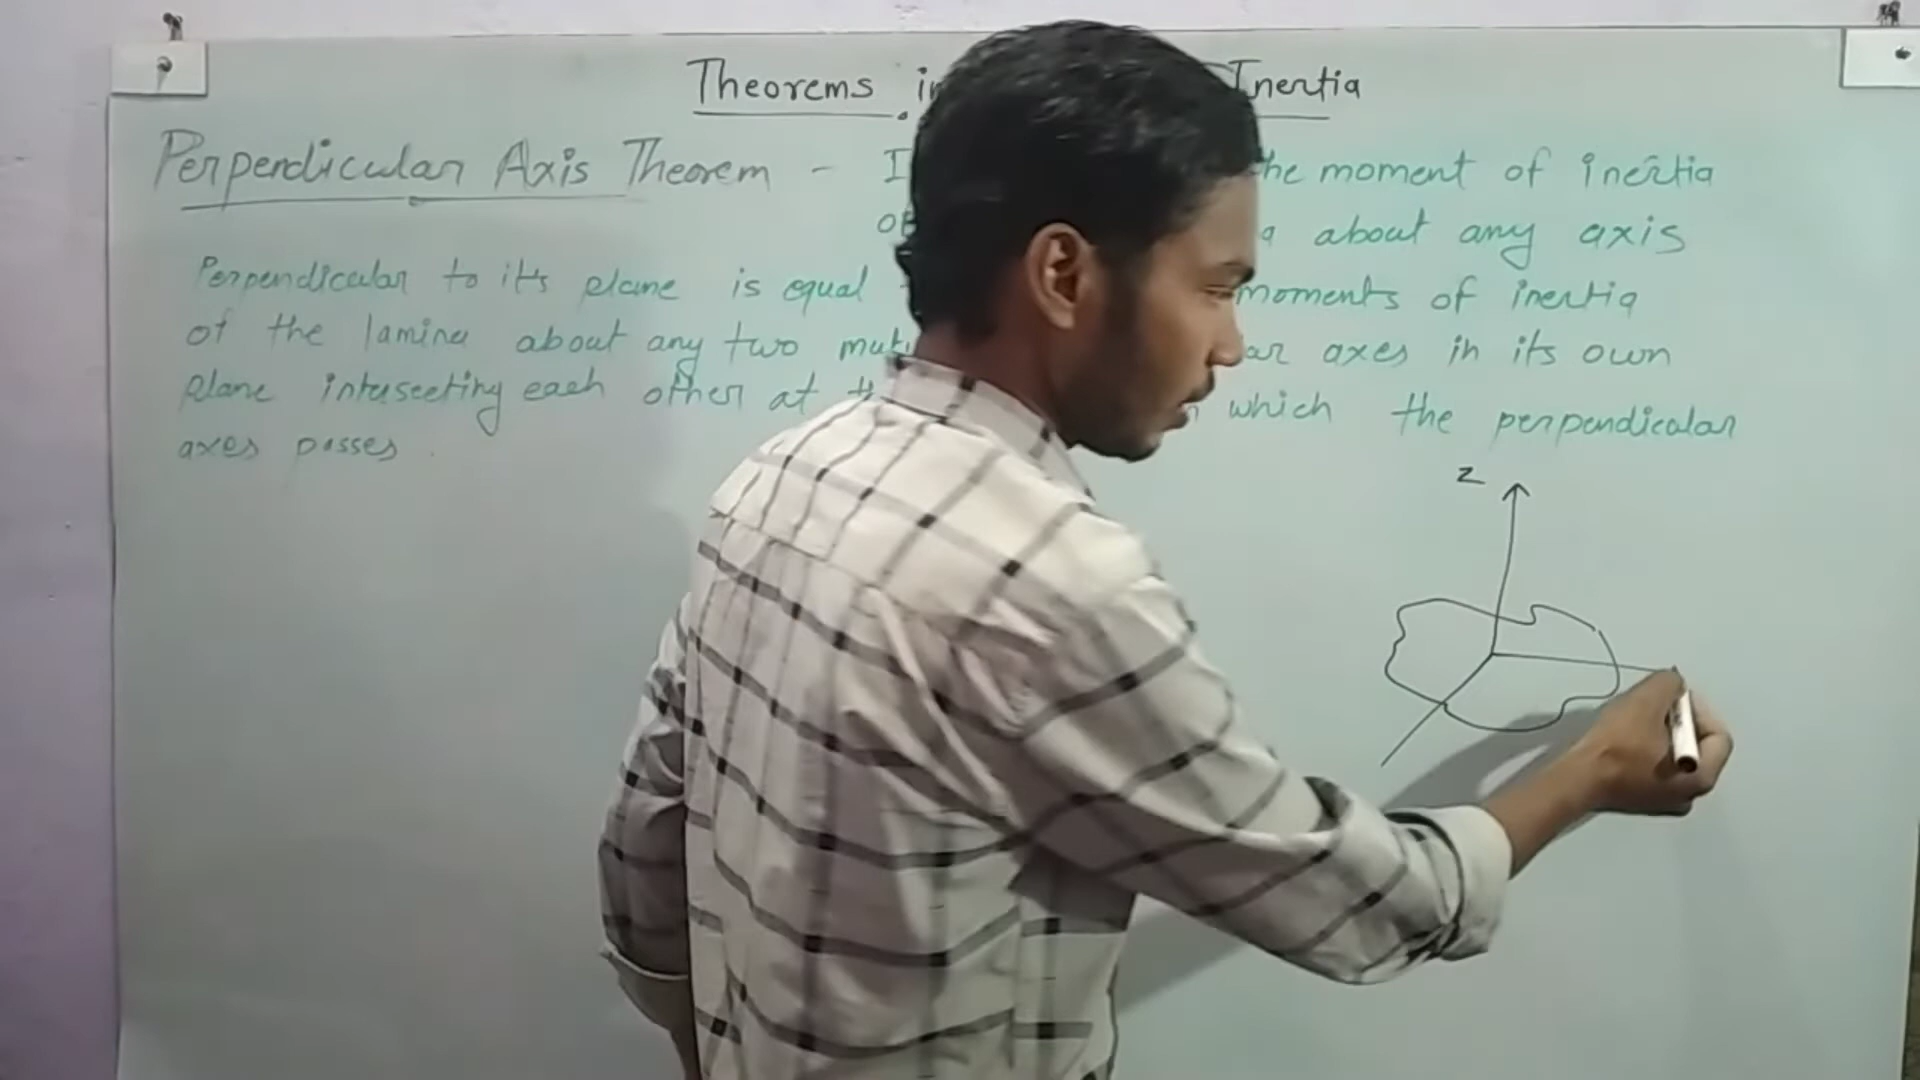 Theorems in Inertia
Perpendicular Axis Theorem - the moment of inertia
about any axis
Perpendicular to it's plane is equal moments of inertia
of the lamina about any two axes in its own
plane intersecting each other at which the perpendicular
axes passes
Z